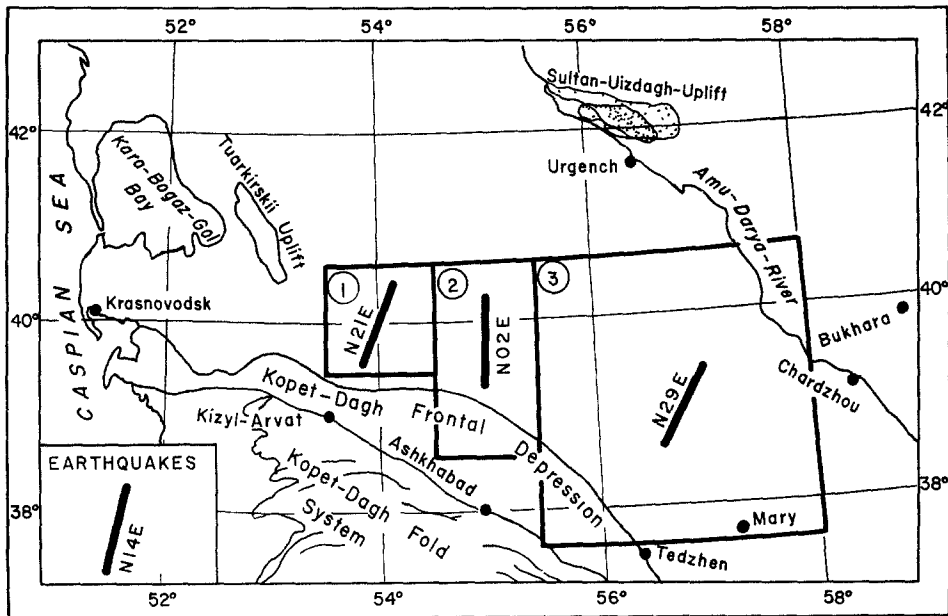 52° 54° 56° 58°
Sultan-Uizdagh-Uplift
42° 42°
Kara-Bogaz-Gol
Bay
Tuarkirskii Uplift
Urgench
Amu-Darya-River
CASPIAN SEA
1 2 3
Krasnovodsk
N21E
N02E
40° 40°
Bukhara
Chardzhou
N29E
Kopet-Dagh Frontal Depression
Kizyl-Arvat
Ashkhabad
EARTHQUAKES
N14E
Kopet-Dagh Fold
System
38° 38°
Mary
Tedzhen
52° 54° 56° 58°